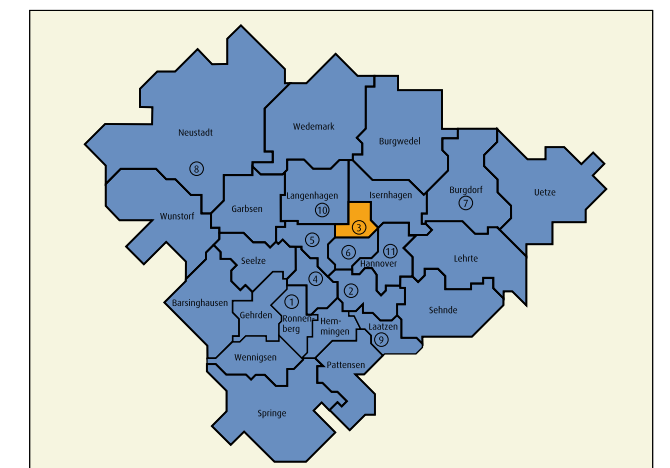 Wedemark
Neustadt
Burgwedel
8
Burgdorf
Uetze
Langenhagen
Isernhagen
7
Garbsen
10
Wunstorf
3
5
6
11
Hannover
Lehrte
Seelze
4
2
Barsinghausen
1
Gehrden
Ronnen-
berg
Hem-
mingen
Laatzen
Sehnde
9
Wennigsen
Pattensen
Springe